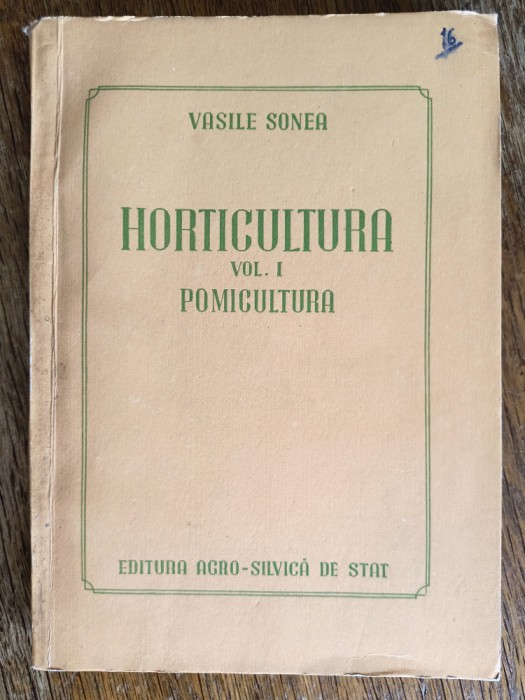 16
VASILE SONEA
HORTICULTURA
VOL. I
POMICULTURA
EDITURA AGRO-SILVICĂ DE STAT